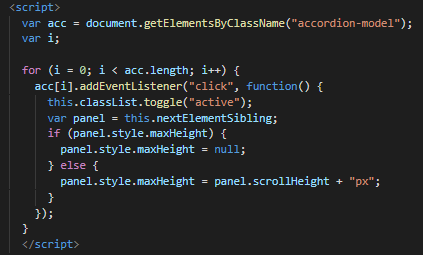 <script>
var acc = document.getElementsByClassName("accordion-model");
var i;
for (i = 0; i < acc.length; i++) {
acc[i].addEventListener("click", function() {
this.classList.toggle("active");
var panel = this.nextElementSibling;
if (panel.style.maxHeight) {
panel.style.maxHeight = null;
} else {
panel.style.maxHeight = panel.scrollHeight + "px";
}
});
}
</script>